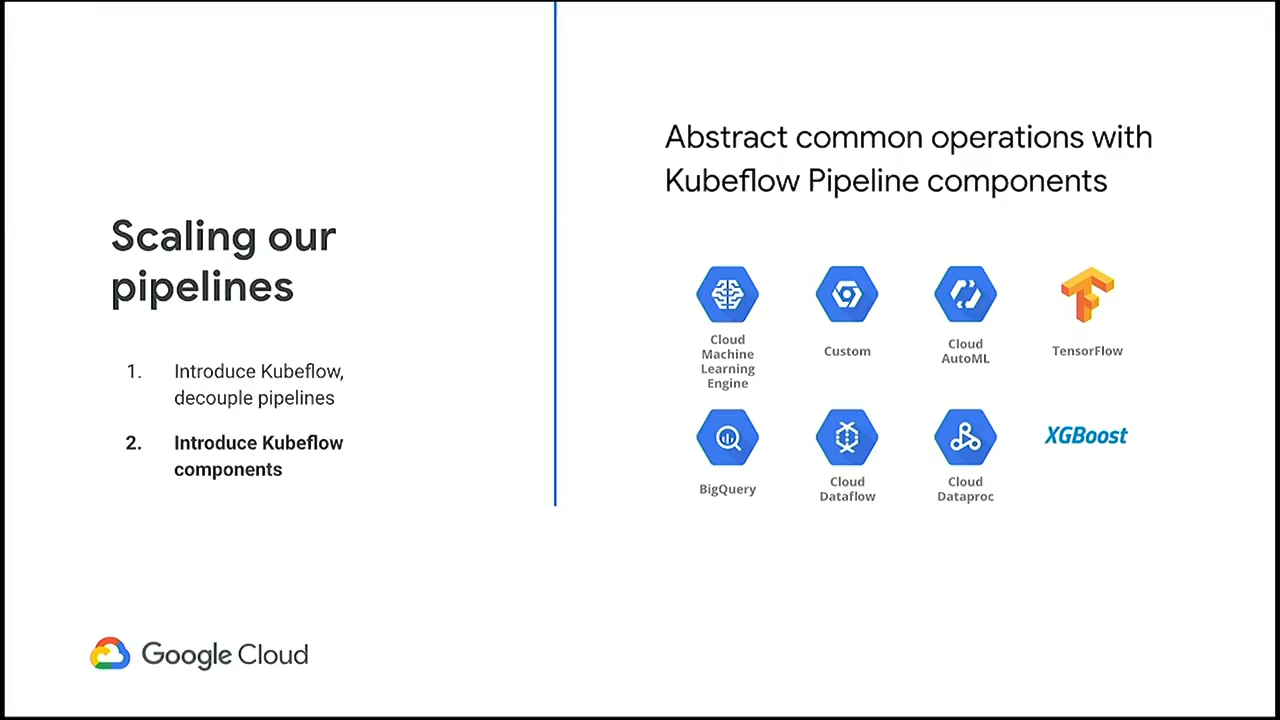 Scaling our
pipelines
1. Introduce Kubeflow,
decouple pipelines
2. Introduce Kubeflow
components
Abstract common operations with
Kubeflow Pipeline components
Cloud
Machine
Learning
Engine
Custom
Cloud
AutoML
TensorFlow
BigQuery
Cloud
Dataflow
Cloud
Dataproc
XGBoost
Google Cloud